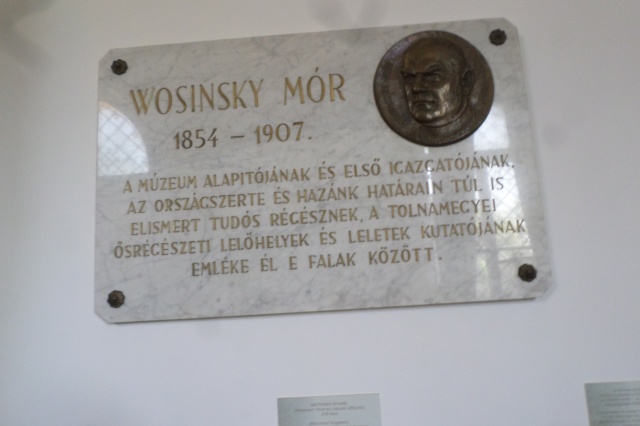 WOSINSKY MÓR
1854 – 1907.
A MÚZEUM ALAPITÓJÁNAK ÉS ELSŐ IGAZGATÓJÁNAK,
AZ ORSZÁGSZERTE ÉS HAZÁNK HATÁRAIN TÚL IS
ELISMERT TUDÓS RÉGÉSZNEK, A TOLNAMEGYEI
ŐSRÉGÉSZETI LELŐHELYEK ÉS LELETEK KUTATÓJÁNAK
EMLÉKE ÉL E FALAK KÖZÖTT.